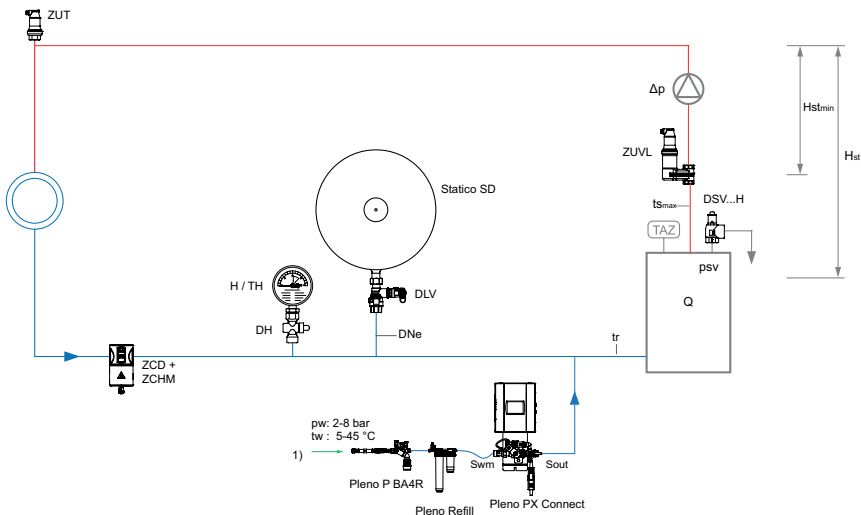 ZUT
Δp
Hstmin
Hst
ZUVL
Statico SD
DSV...H
tsmax
TAZ
psv
H / TH
DLV
Q
DH
DNe
tr
ZCD +
ZCHM
pw: 2-8 bar
tw : 5-45 °C
1)
Swm
Sout
Pleno P BA4R
Pleno PX Connect
Pleno Refill